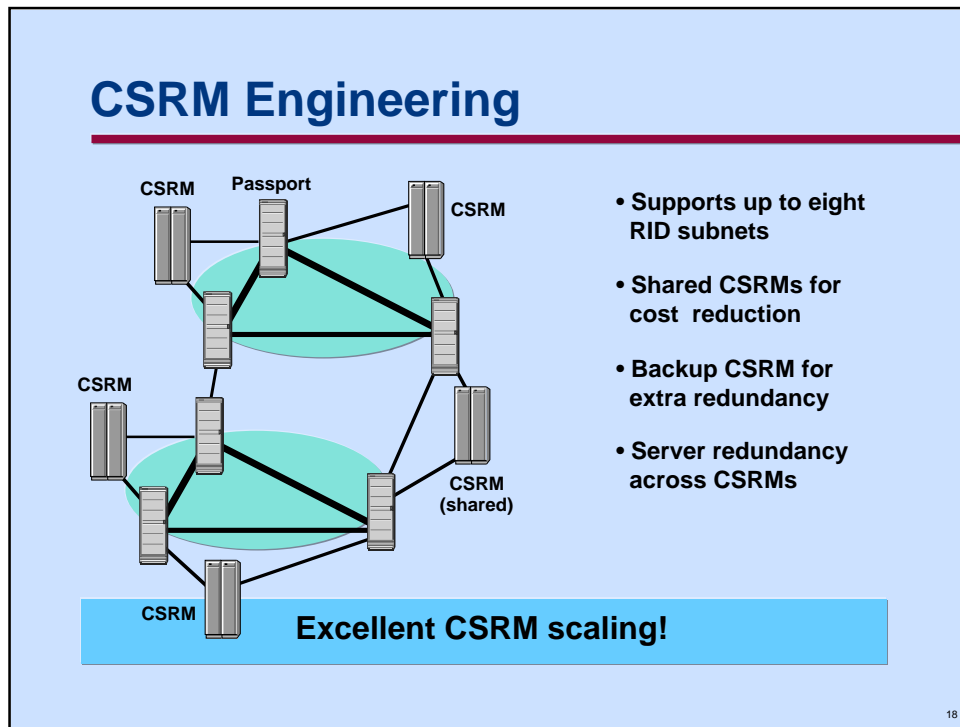 CSRM Engineering
CSRM
Passport
CSRM
CSRM
CSRM
(shared)
CSRM
• Supports up to eight
RID subnets
• Shared CSRMs for
cost reduction
• Backup CSRM for
extra redundancy
• Server redundancy
across CSRMs
Excellent CSRM scaling!
18